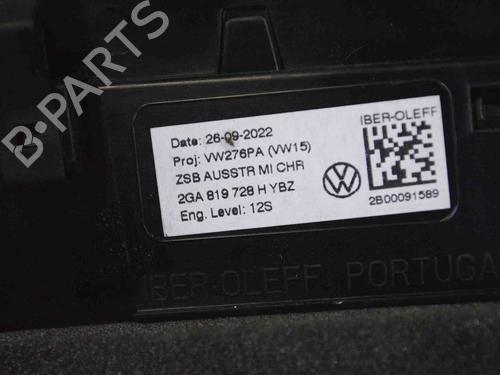 B-PARTS
IBER-OLEFF
Date: 26-09-2022
Proj: VW276PA (VW15)
ZSB AUSSTR MI CHR
2GA 819 728 H YBZ
Eng. Level: 12S
2B00091589
IBER-OLEFF PORTUGA